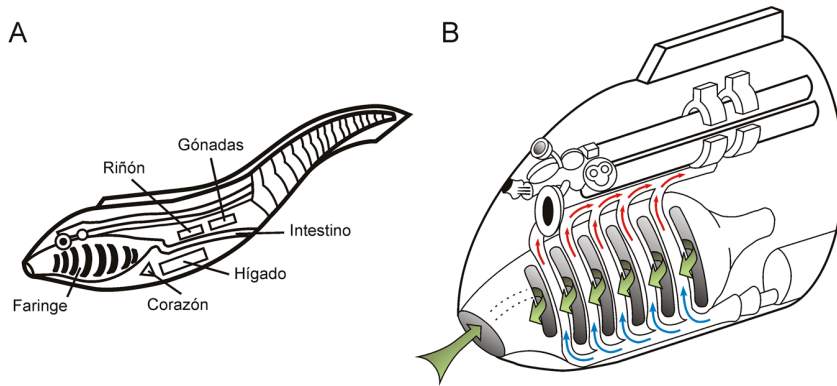 A
B
Gónadas
Riñón
Intestino
Hígado
Corazón
Faringe